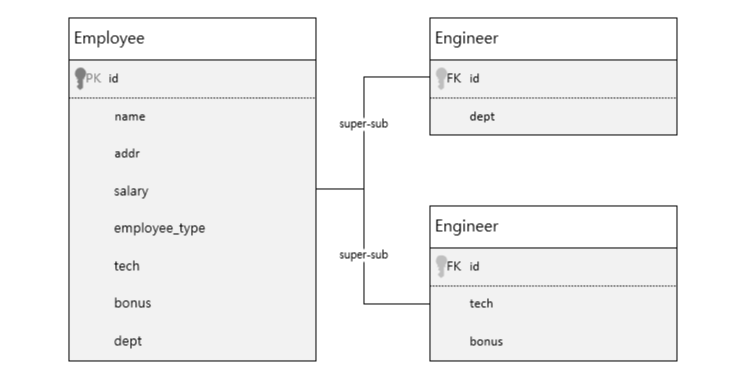 Employee
PK id
name
addr
salary
employee_type
tech
bonus
dept
super-sub
super-sub
Engineer
FK id
dept
Engineer
FK id
tech
bonus